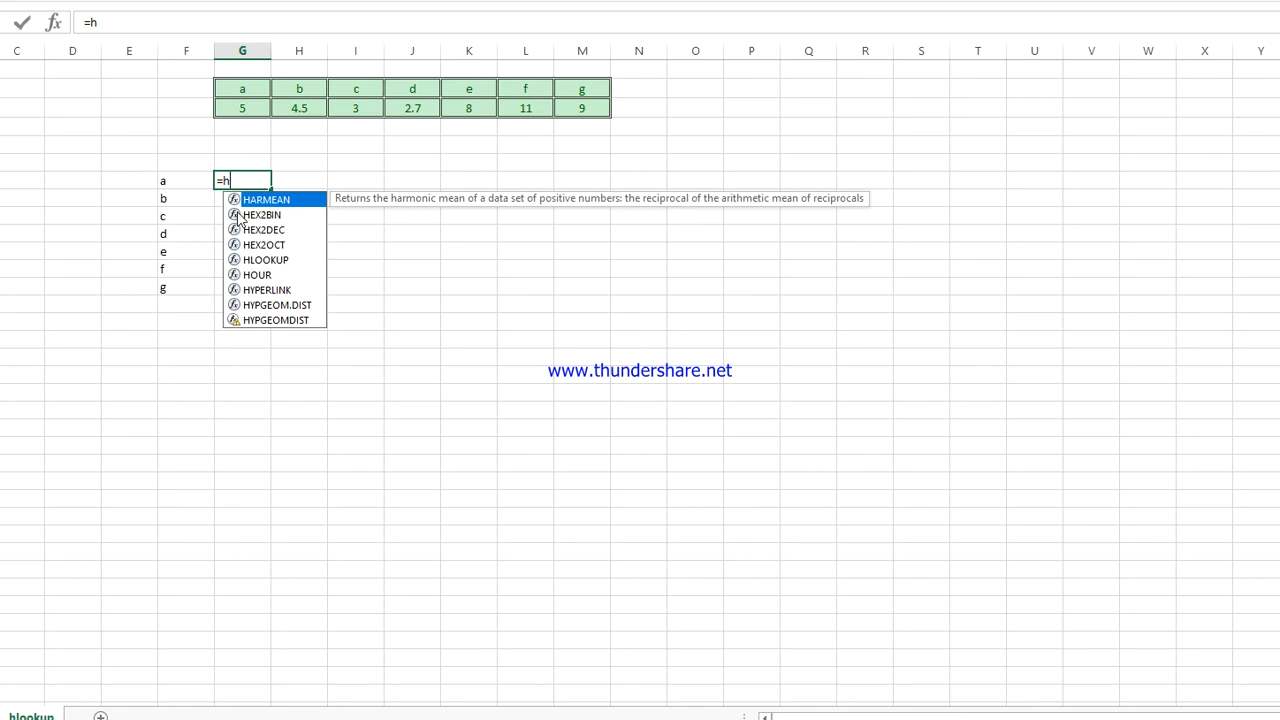 =h
C D E F G H I J K L M N O P Q R S T U V W X Y
a b c d e f g
5 4.5 3 2.7 8 11 9
a =h
b HARMEAN Returns the harmonic mean of a data set of positive numbers: the reciprocal of the arithmetic mean of reciprocals
c HEX2BIN
d HEX2DEC
HEX2OCT
e HLOOKUP
f HOUR
g HYPERLINK
HYPGEOM.DIST
HYPGEOMDIST
www.thundershare.net
hlookup